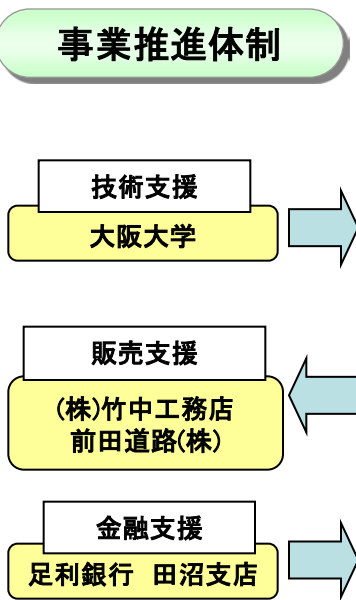 事業推進体制
技術支援
大阪大学
販売支援
(株)竹中工務店
前田道路(株)
金融支援
足利銀行　田沼支店